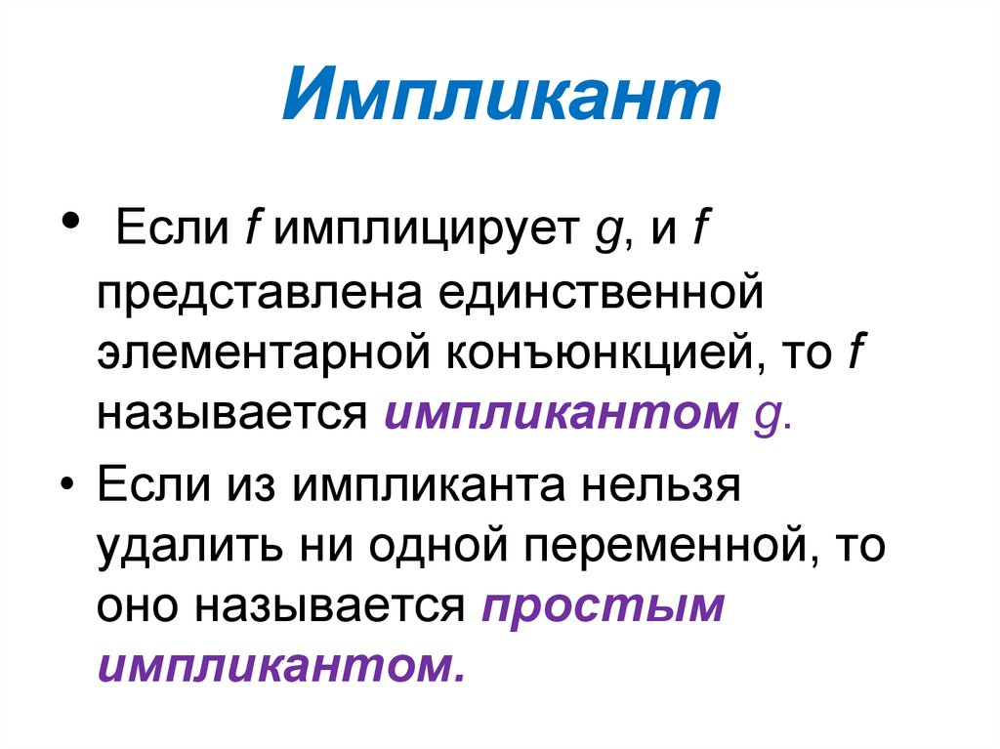 Импликант
• Если f имплицирует g, и f
представлена единственной
элементарной конъюнкцией, то f
называется импликантом g.
• Если из импликанта нельзя
удалить ни одной переменной, то
оно называется простым
импликантом.